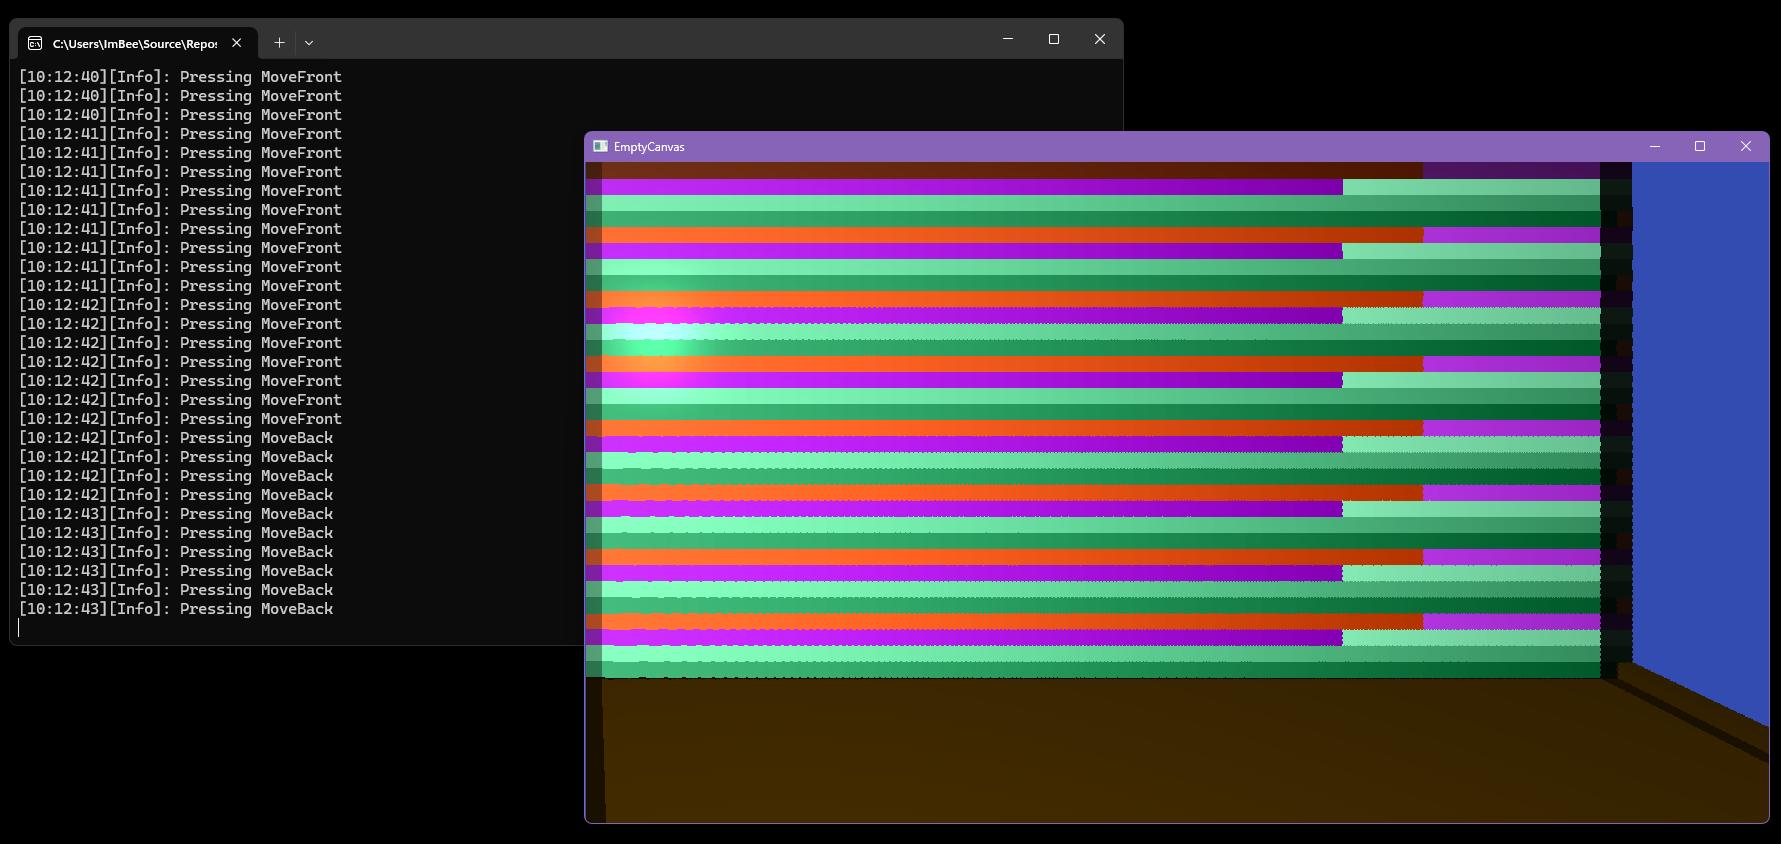 C:\Users\ImBee\Source\Repos
[10:12:40][Info]: Pressing MoveFront
[10:12:40][Info]: Pressing MoveFront
[10:12:40][Info]: Pressing MoveFront
[10:12:41][Info]: Pressing MoveFront
[10:12:41][Info]: Pressing MoveFront
[10:12:41][Info]: Pressing MoveFront
[10:12:41][Info]: Pressing MoveFront
[10:12:41][Info]: Pressing MoveFront
[10:12:41][Info]: Pressing MoveFront
[10:12:41][Info]: Pressing MoveFront
[10:12:41][Info]: Pressing MoveFront
[10:12:41][Info]: Pressing MoveFront
[10:12:42][Info]: Pressing MoveFront
[10:12:42][Info]: Pressing MoveFront
[10:12:42][Info]: Pressing MoveFront
[10:12:42][Info]: Pressing MoveFront
[10:12:42][Info]: Pressing MoveFront
[10:12:42][Info]: Pressing MoveFront
[10:12:42][Info]: Pressing MoveFront
[10:12:42][Info]: Pressing MoveBack
[10:12:42][Info]: Pressing MoveBack
[10:12:42][Info]: Pressing MoveBack
[10:12:42][Info]: Pressing MoveBack
[10:12:43][Info]: Pressing MoveBack
[10:12:43][Info]: Pressing MoveBack
[10:12:43][Info]: Pressing MoveBack
[10:12:43][Info]: Pressing MoveBack
[10:12:43][Info]: Pressing MoveBack
[10:12:43][Info]: Pressing MoveBack
EmptyCanvas